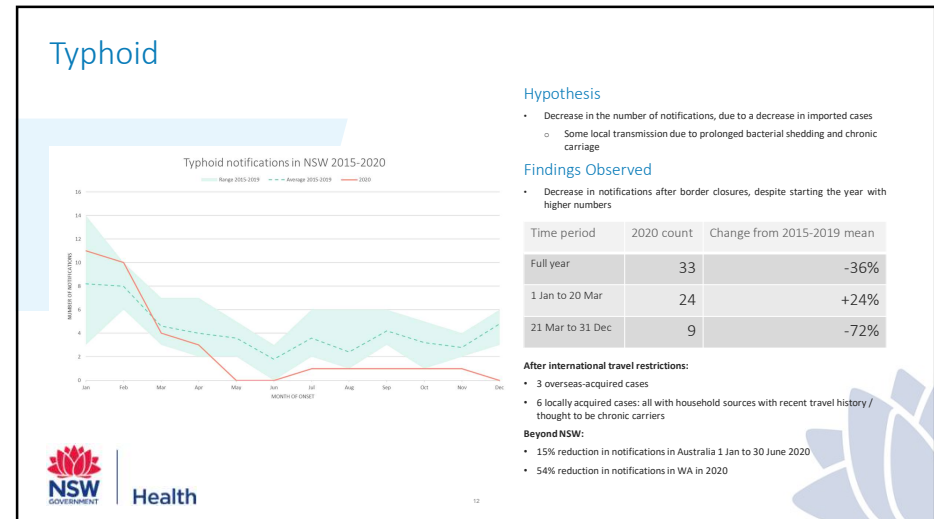 Typhoid
Hypothesis
• Decrease in the number of notifications, due to a decrease in imported cases
o Some local transmission due to prolonged bacterial shedding and chronic
carriage
Findings Observed
• Decrease in notifications after border closures, despite starting the year with
higher numbers
Typhoid notifications in NSW 2015-2020
Range 2015-2019 Average 2015-2019 2020
NUMBER OF NOTIFICATIONS
16
14
12
10
8
6
4
2
0
Jan Feb Mar Apr May Jun Jul Aug Sep Oct Nov Dec
MONTH OF ONSET
Time period 2020 count Change from 2015-2019 mean
Full year 33 -36%
1 Jan to 20 Mar 24 +24%
21 Mar to 31 Dec 9 -72%
After international travel restrictions:
• 3 overseas-acquired cases
• 6 locally acquired cases: all with household sources with recent travel history /
thought to be chronic carriers
Beyond NSW:
• 15% reduction in notifications in Australia 1 Jan to 30 June 2020
• 54% reduction in notifications in WA in 2020
NSW
GOVERNMENT
Health
12